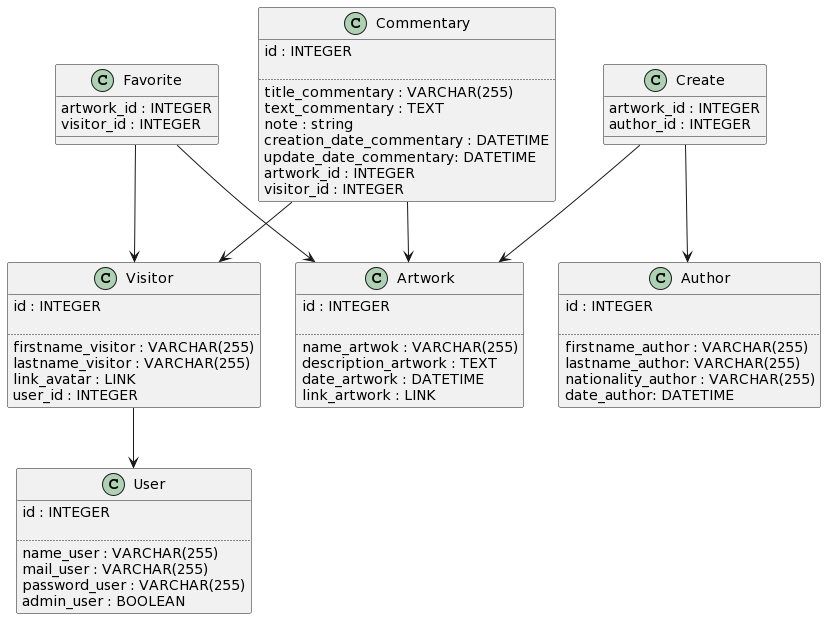 C Commentary
id : INTEGER
title_commentary : VARCHAR(255)
text_commentary : TEXT
note : string
creation_date_commentary : DATETIME
update_date_commentary: DATETIME
artwork_id : INTEGER
visitor_id : INTEGER
C Favorite
artwork_id : INTEGER
visitor_id : INTEGER
C Create
artwork_id : INTEGER
author_id : INTEGER
C Visitor
id : INTEGER
firstname_visitor : VARCHAR(255)
lastname_visitor : VARCHAR(255)
link_avatar : LINK
user_id : INTEGER
C Artwork
id : INTEGER
name_artwok : VARCHAR(255)
description_artwork : TEXT
date_artwork : DATETIME
link_artwork : LINK
C Author
id : INTEGER
firstname_author : VARCHAR(255)
lastname_author: VARCHAR(255)
nationality_author : VARCHAR(255)
date_author: DATETIME
C User
id : INTEGER
name_user : VARCHAR(255)
mail_user : VARCHAR(255)
password_user : VARCHAR(255)
admin_user : BOOLEAN